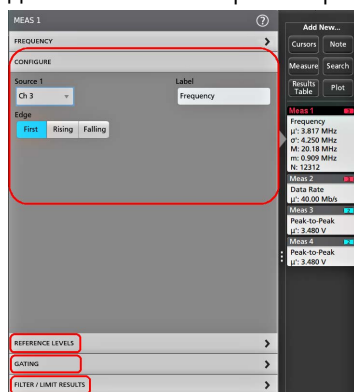 MEAS 1
?
FREQUENCY
CONFIGURE
Source 1
Label
Ch 3
Frequency
Edge
First Rising Falling
REFERENCE LEVELS
GATING
FILTER / LIMIT RESULTS
Add New...
Cursors Note
Measure Search
Results Table Plot
Meas 1
Frequency
µ': 3.817 MHz
σ': 4.250 MHz
M: 20.18 MHz
m: 0.909 MHz
N: 12312
Meas 2
Data Rate
µ': 40.00 Mb/s
Meas 3
Peak-to-Peak
µ': 3.480 V
Meas 4
Peak-to-Peak
µ': 3.480 V